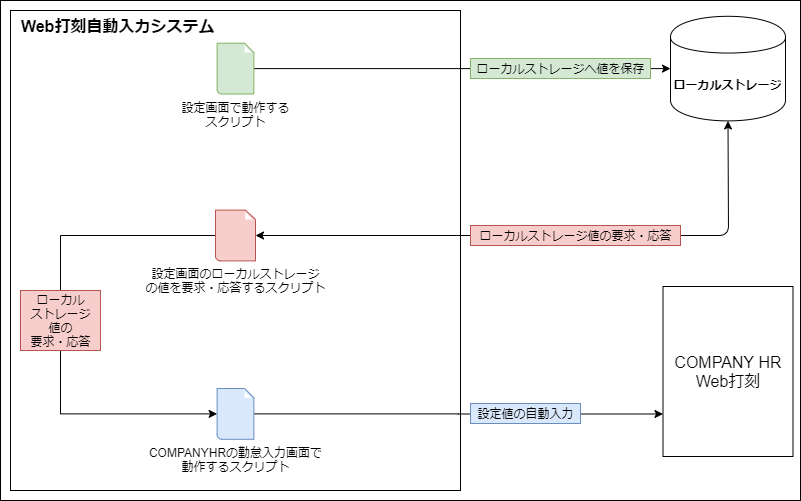 Web打刻自動入力システム
ローカルストレージへ値を保存
ローカルストレージ
設定画面で動作する
スクリプト
ローカルストレージ値の要求・応答
設定画面のローカルストレージ
の値を要求・応答するスクリプト
ローカル
ストレージ
値の
要求・応答
COMPANY HR
Web打刻
設定値の自動入力
COMPANYHRの勤怠入力画面で
動作するスクリプト